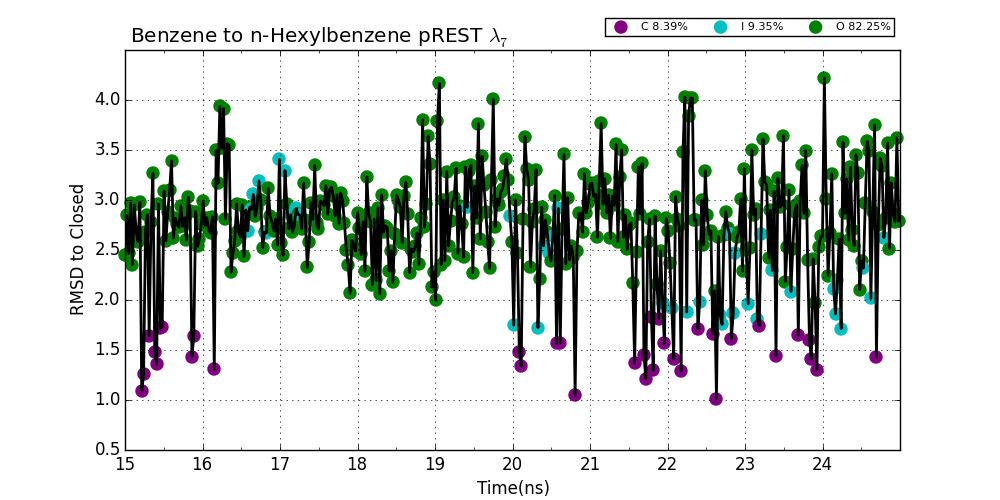 Benzene to n-Hexylbenzene pREST λ₇
C 8.39% I 9.35% O 82.25%
RMSD to Closed
4.0
3.5
3.0
2.5
2.0
1.5
1.0
0.5
15 16 17 18 19 20 21 22 23 24
Time(ns)